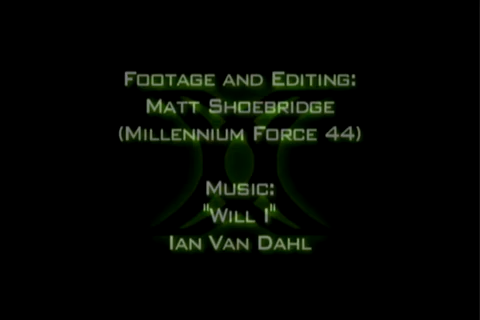 Footage and Editing:
Matt Shoebridge
(Millennium Force 44)
Music:
"Will I"
Ian Van Dahl